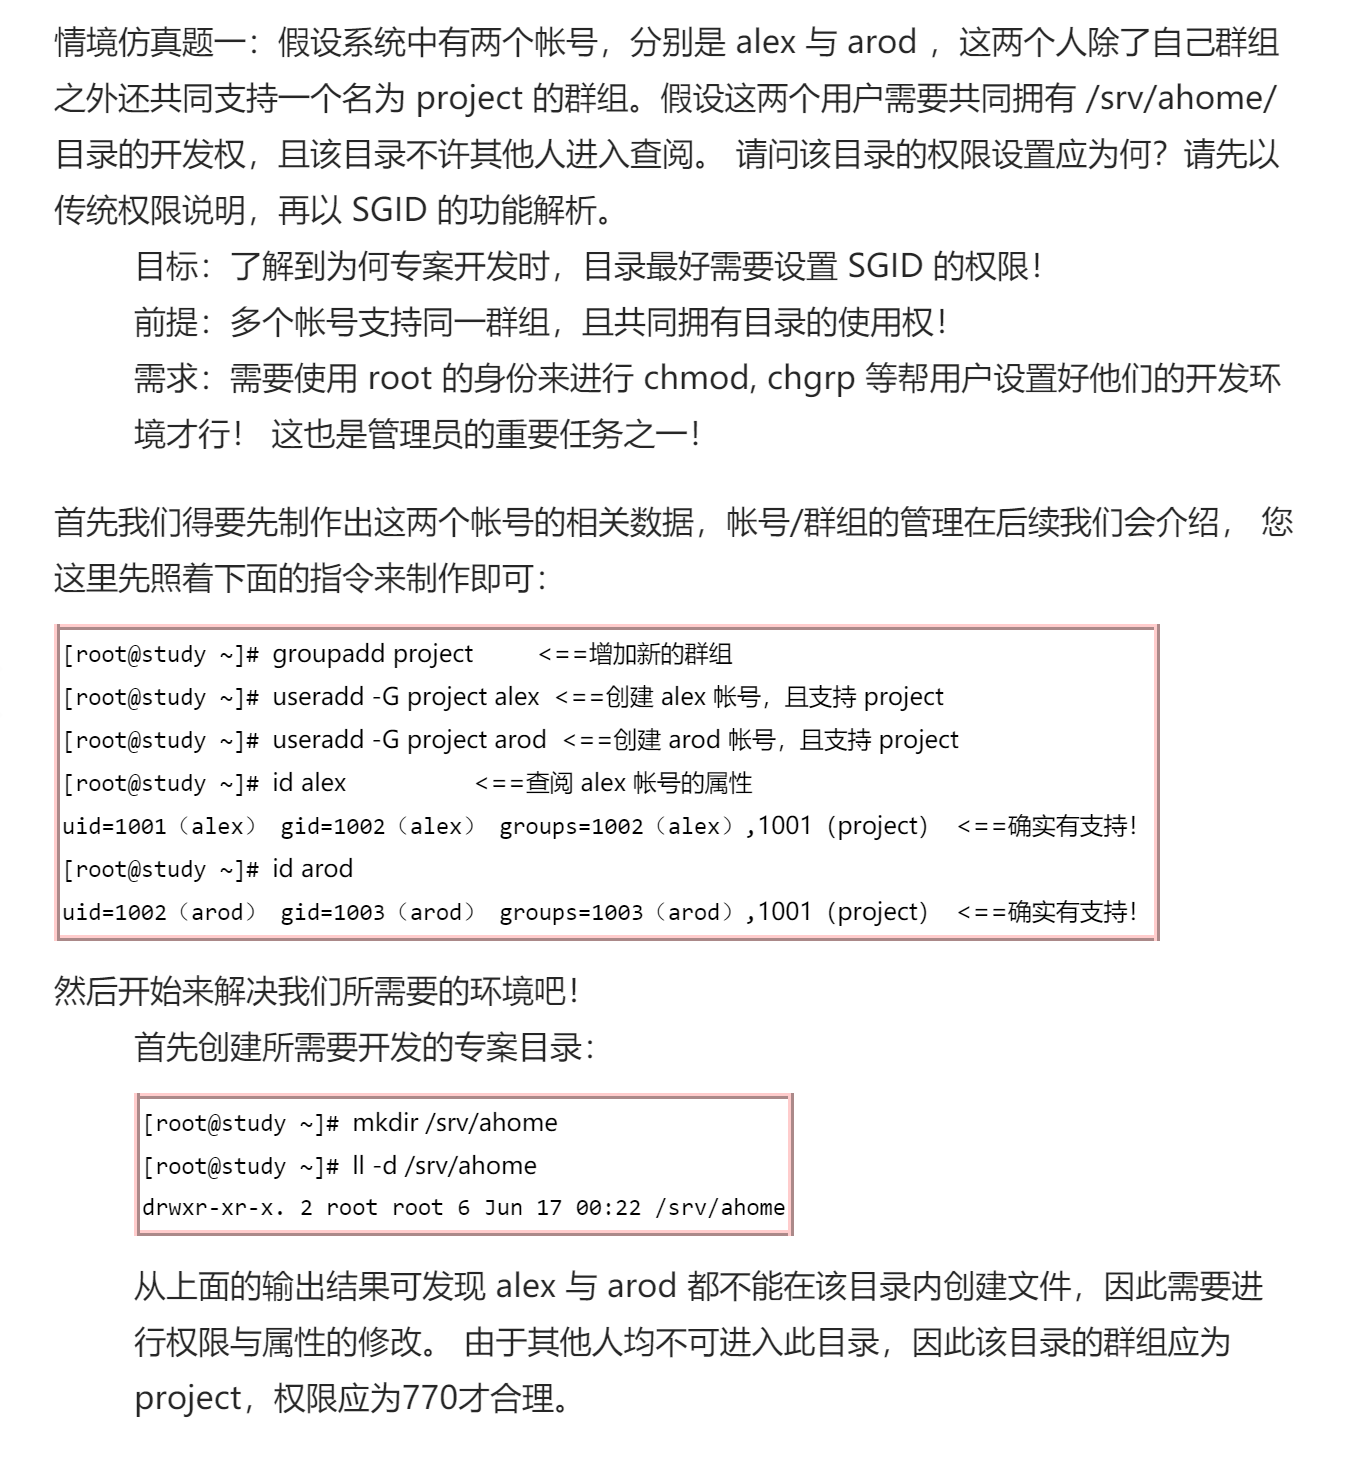 情境仿真题一：假设系统中有两个帐号，分别是 alex 与 arod ，这两个人除了自己群组
之外还共同支持一个名为 project 的群组。假设这两个用户需要共同拥有 /srv/ahome/
目录的开发权，且该目录不许其他人进入查阅。 请问该目录的权限设置应为何？请先以
传统权限说明，再以 SGID 的功能解析。
目标：了解到为何专案开发时，目录最好需要设置 SGID 的权限！
前提：多个帐号支持同一群组，且共同拥有目录的使用权！
需求：需要使用 root 的身份来进行 chmod, chgrp 等帮用户设置好他们的开发环
境才行！ 这也是管理员的重要任务之一！
首先我们得要先制作出这两个帐号的相关数据，帐号/群组的管理在后续我们会介绍， 您
这里先照着下面的指令来制作即可：
[root@study ~]# groupadd project <==增加新的群组
[root@study ~]# useradd -G project alex <==创建 alex 帐号，且支持 project
[root@study ~]# useradd -G project arod <==创建 arod 帐号，且支持 project
[root@study ~]# id alex <==查阅 alex 帐号的属性
uid=1001（alex） gid=1002（alex） groups=1002（alex）,1001（project） <==确实有支持！
[root@study ~]# id arod
uid=1002（arod） gid=1003（arod） groups=1003（arod）,1001（project） <==确实有支持！
然后开始来解决我们所需要的环境吧！
首先创建所需要开发的专案目录：
[root@study ~]# mkdir /srv/ahome
[root@study ~]# ll -d /srv/ahome
drwxr-xr-x. 2 root root 6 Jun 17 00:22 /srv/ahome
从上面的输出结果可发现 alex 与 arod 都不能在该目录内创建文件，因此需要进
行权限与属性的修改。 由于其他人均不可进入此目录，因此该目录的群组应为
project，权限应为770才合理。